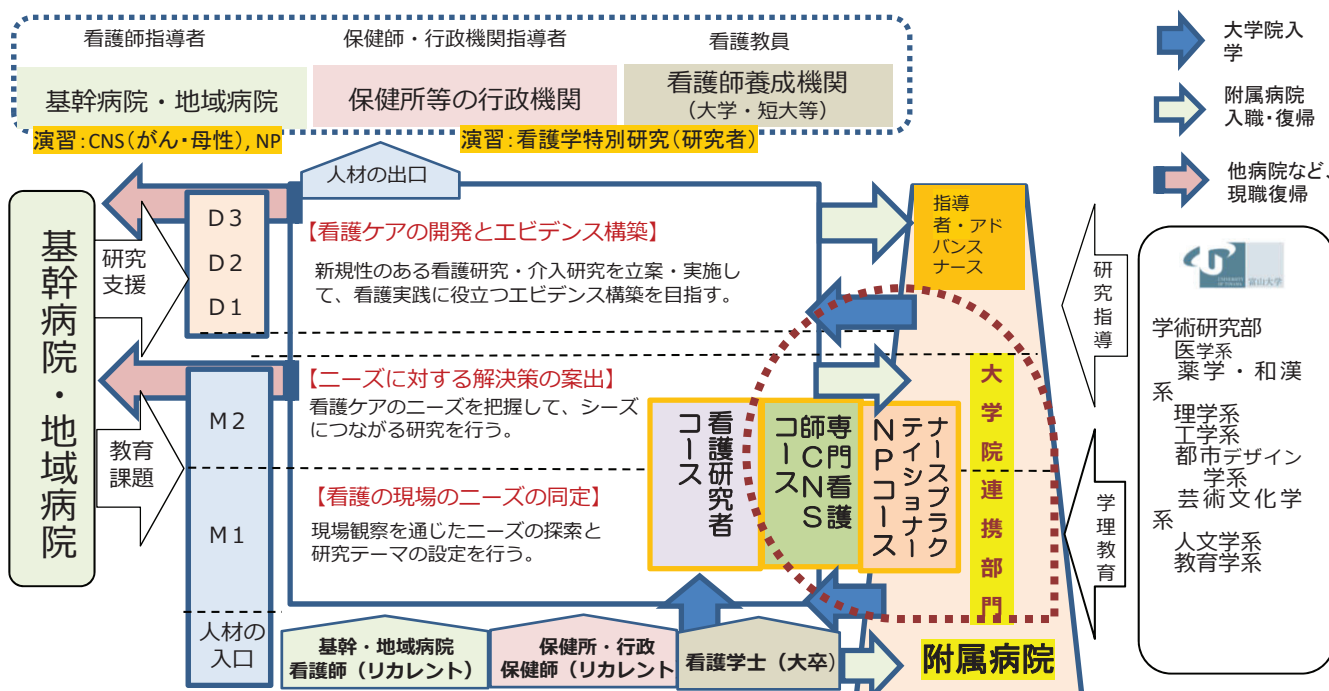 看護師指導者
保健師・行政機関指導者
看護教員
基幹病院・地域病院
保健所等の行政機関
看護師養成機関
(大学・短大等)
演習:CNS(がん・母性), NP
演習:看護学特別研究(研究者)
人材の出口
大学院入
学
附属病院
入職・復帰
他病院など、
現職復帰
基幹病院・地域病院
研究
支援
教育
課題
D3
D2
D1
M2
M1
人材の
入口
【看護ケアの開発とエビデンス構築】
新規性のある看護研究・介入研究を立案・実施し
て、看護実践に役立つエビデンス構築を目指す。
【ニーズに対する解決策の案出】
看護ケアのニーズを把握して、シーズ
につながる研究を行う。
【看護の現場のニーズの同定】
現場観察を通じたニーズの探索と
研究テーマの設定を行う。
看護研究者
コース
専門看護
師CNS
コース
ナースプラク
ティショナー
NPコース
指導
者・アド
バンス
ナース
大学院連携部門
附属病院
基幹・地域病院
看護師(リカレント)
保健所・行政
保健師(リカレント
看護学士(大卒)
研究指導
学理教育
富山大学
学術研究部
医学系
薬学・和漢
系
理学系
工学系
都市デザイン
学系
芸術文化学
系
人文学系
教育学系